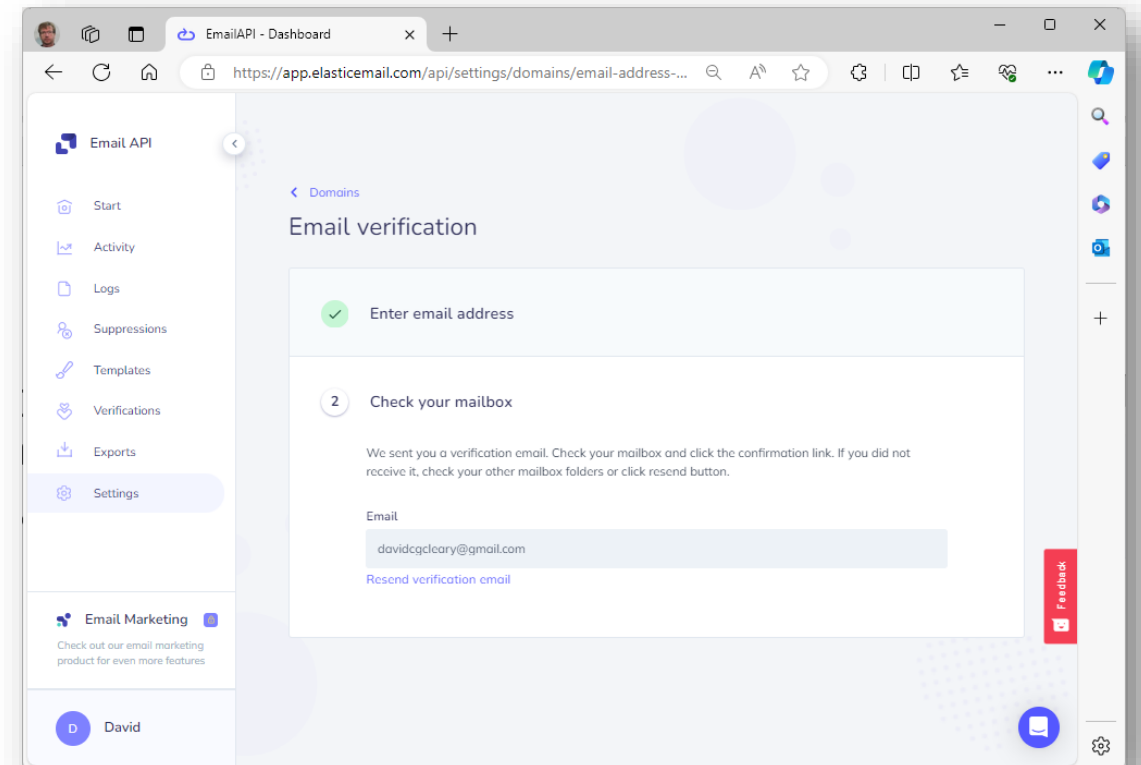 EmailAPI - Dashboard
https://app.elasticemail.com/api/settings/domains/email-address-...
Email API
Start
Activity
Logs
Suppressions
Templates
Verifications
Exports
Settings
Email Marketing
Check out our email marketing
product for even more features
D
David
Domains
Email verification
Enter email address
2
Check your mailbox
We sent you a verification email. Check your mailbox and click the confirmation link. If you did not
receive it, check your other mailbox folders or click resend button.
Email
davidcgcleary@gmail.com
Resend verification email
Feedback